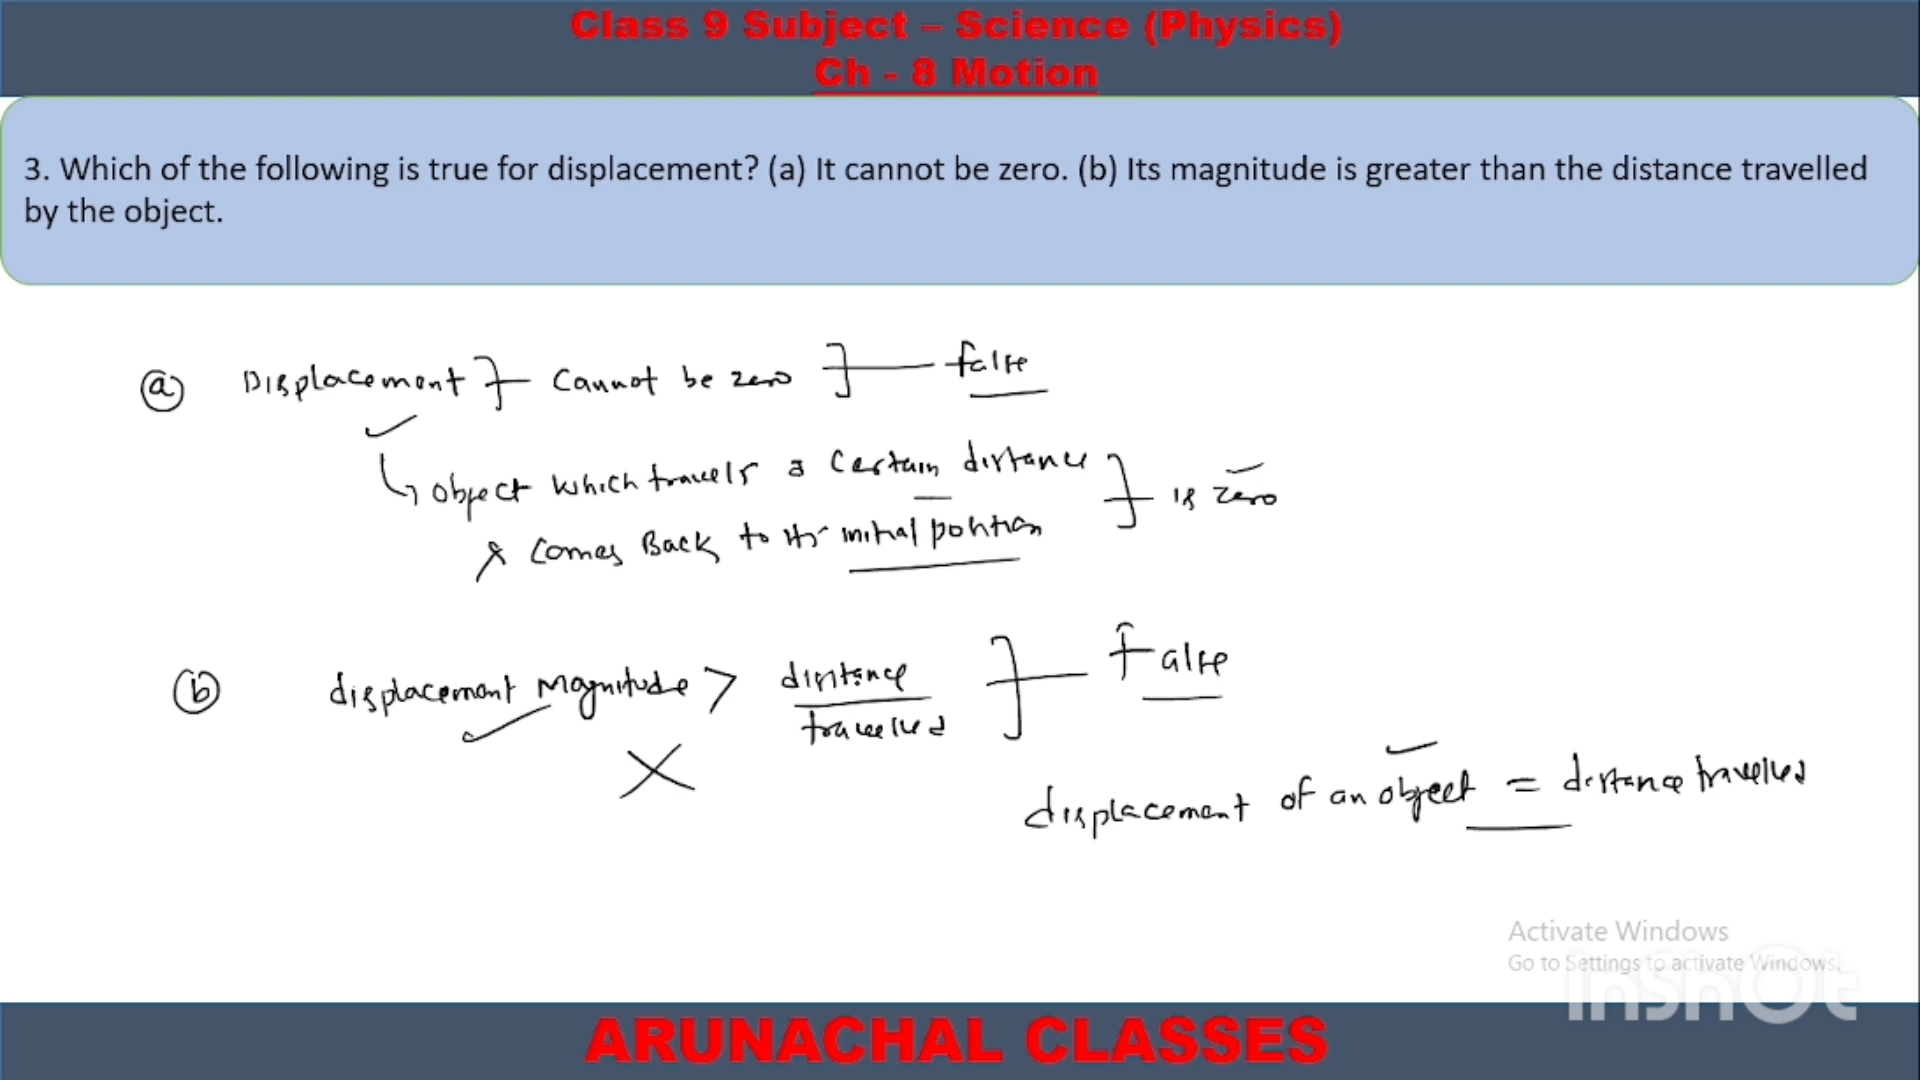 Class 9 Subject – Science (Physics)
Ch - 8 Motion
3. Which of the following is true for displacement? (a) It cannot be zero. (b) Its magnitude is greater than the distance travelled
by the object.
(a) Displacement } cannot be zero } false
object which travels a certain distance
& comes Back to its initial position } is zero
(b) displacement magnitude > distance
travelled } False
displacement of an object = distance travelled
Activate Windows
Go to Settings to activate Windows.
InShOt
ARUNACHAL CLASSES